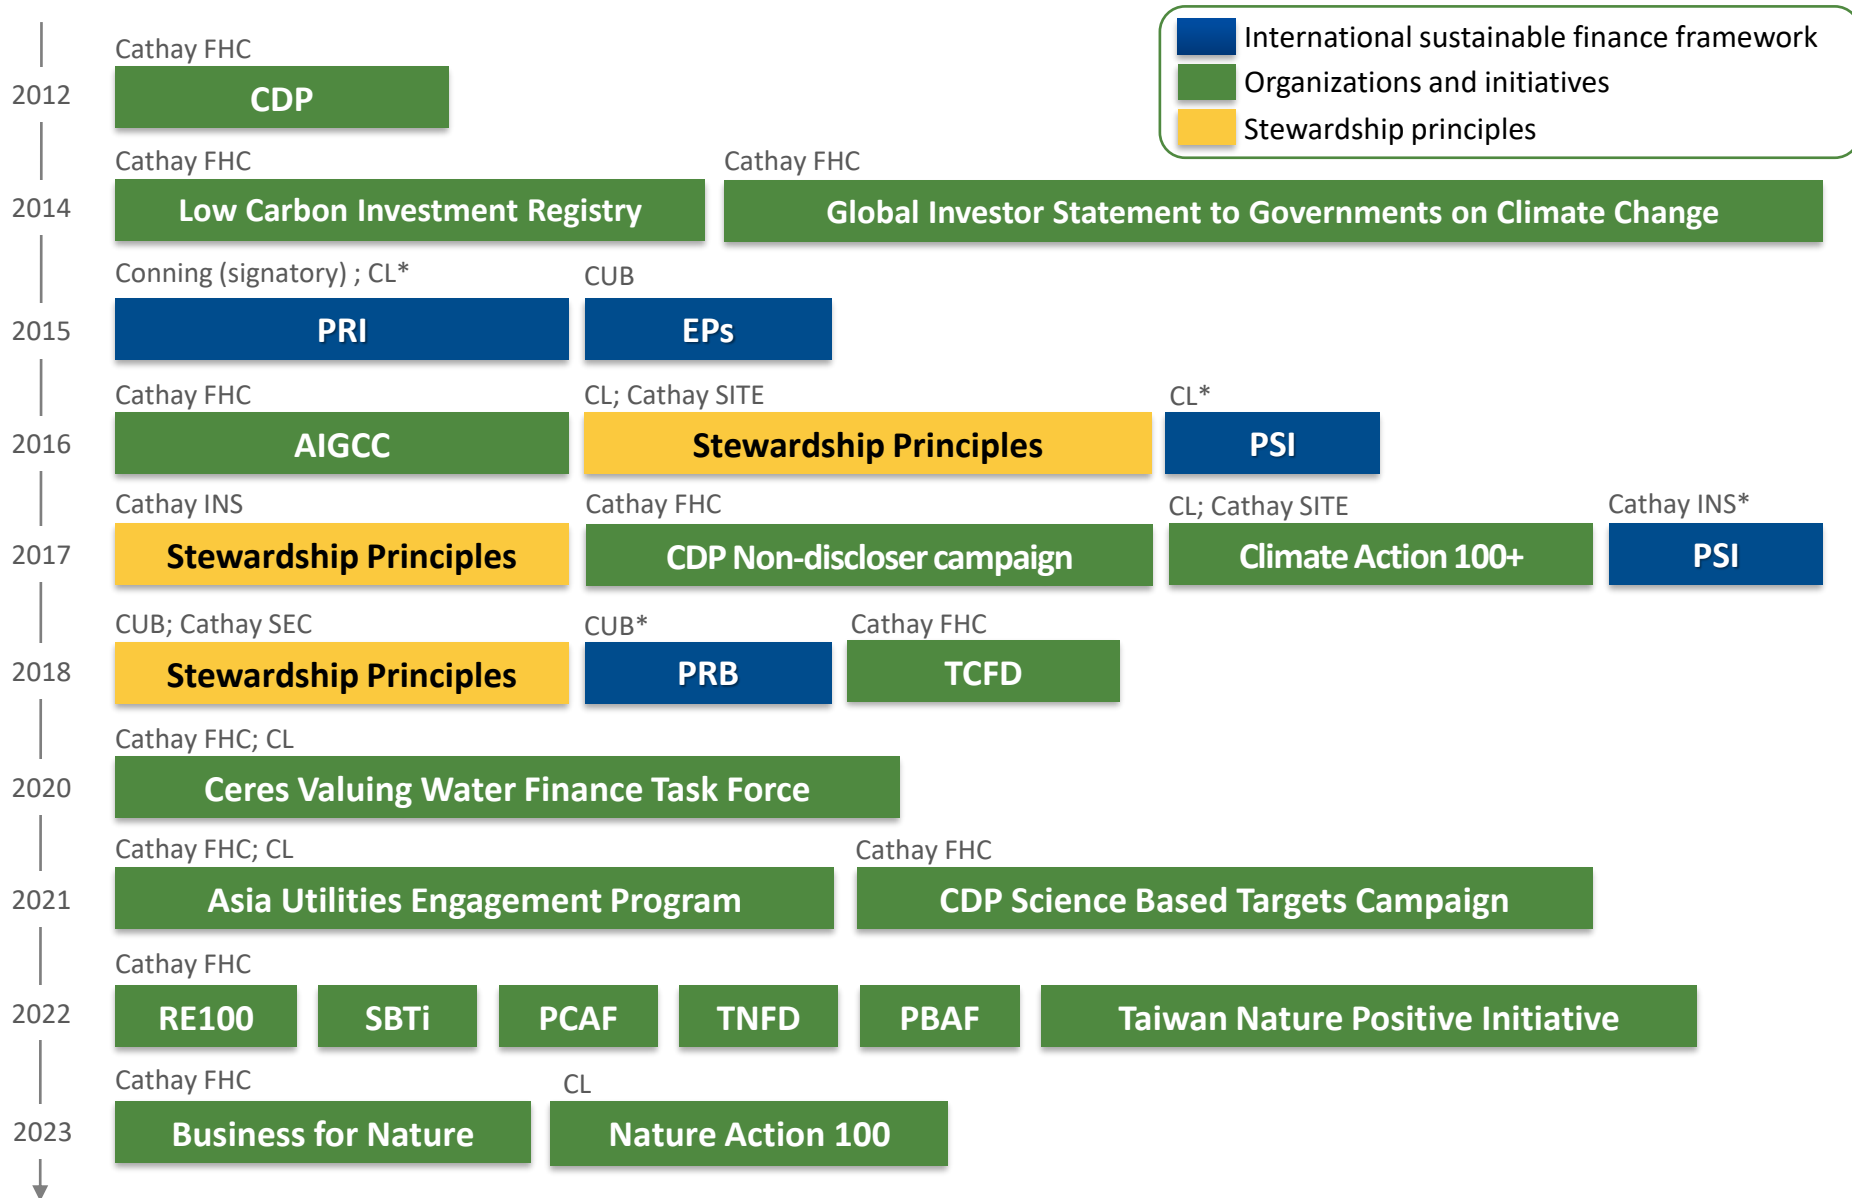 International sustainable finance framework
Organizations and initiatives
Stewardship principles
Cathay FHC
2012
CDP
Cathay FHC
Cathay FHC
2014
Low Carbon Investment Registry
Global Investor Statement to Governments on Climate Change
Conning (signatory) ; CL*
CUB
2015
PRI
EPs
Cathay FHC
CL; Cathay SITE
CL*
2016
AIGCC
Stewardship Principles
PSI
Cathay INS
Cathay FHC
CL; Cathay SITE
Cathay INS*
2017
Stewardship Principles
CDP Non-discloser campaign
Climate Action 100+
PSI
CUB; Cathay SEC
CUB*
Cathay FHC
2018
Stewardship Principles
PRB
TCFD
Cathay FHC; CL
2020
Ceres Valuing Water Finance Task Force
Cathay FHC; CL
Cathay FHC
2021
Asia Utilities Engagement Program
CDP Science Based Targets Campaign
Cathay FHC
2022
RE100
SBTi
PCAF
TNFD
PBAF
Taiwan Nature Positive Initiative
Cathay FHC
CL
2023
Business for Nature
Nature Action 100